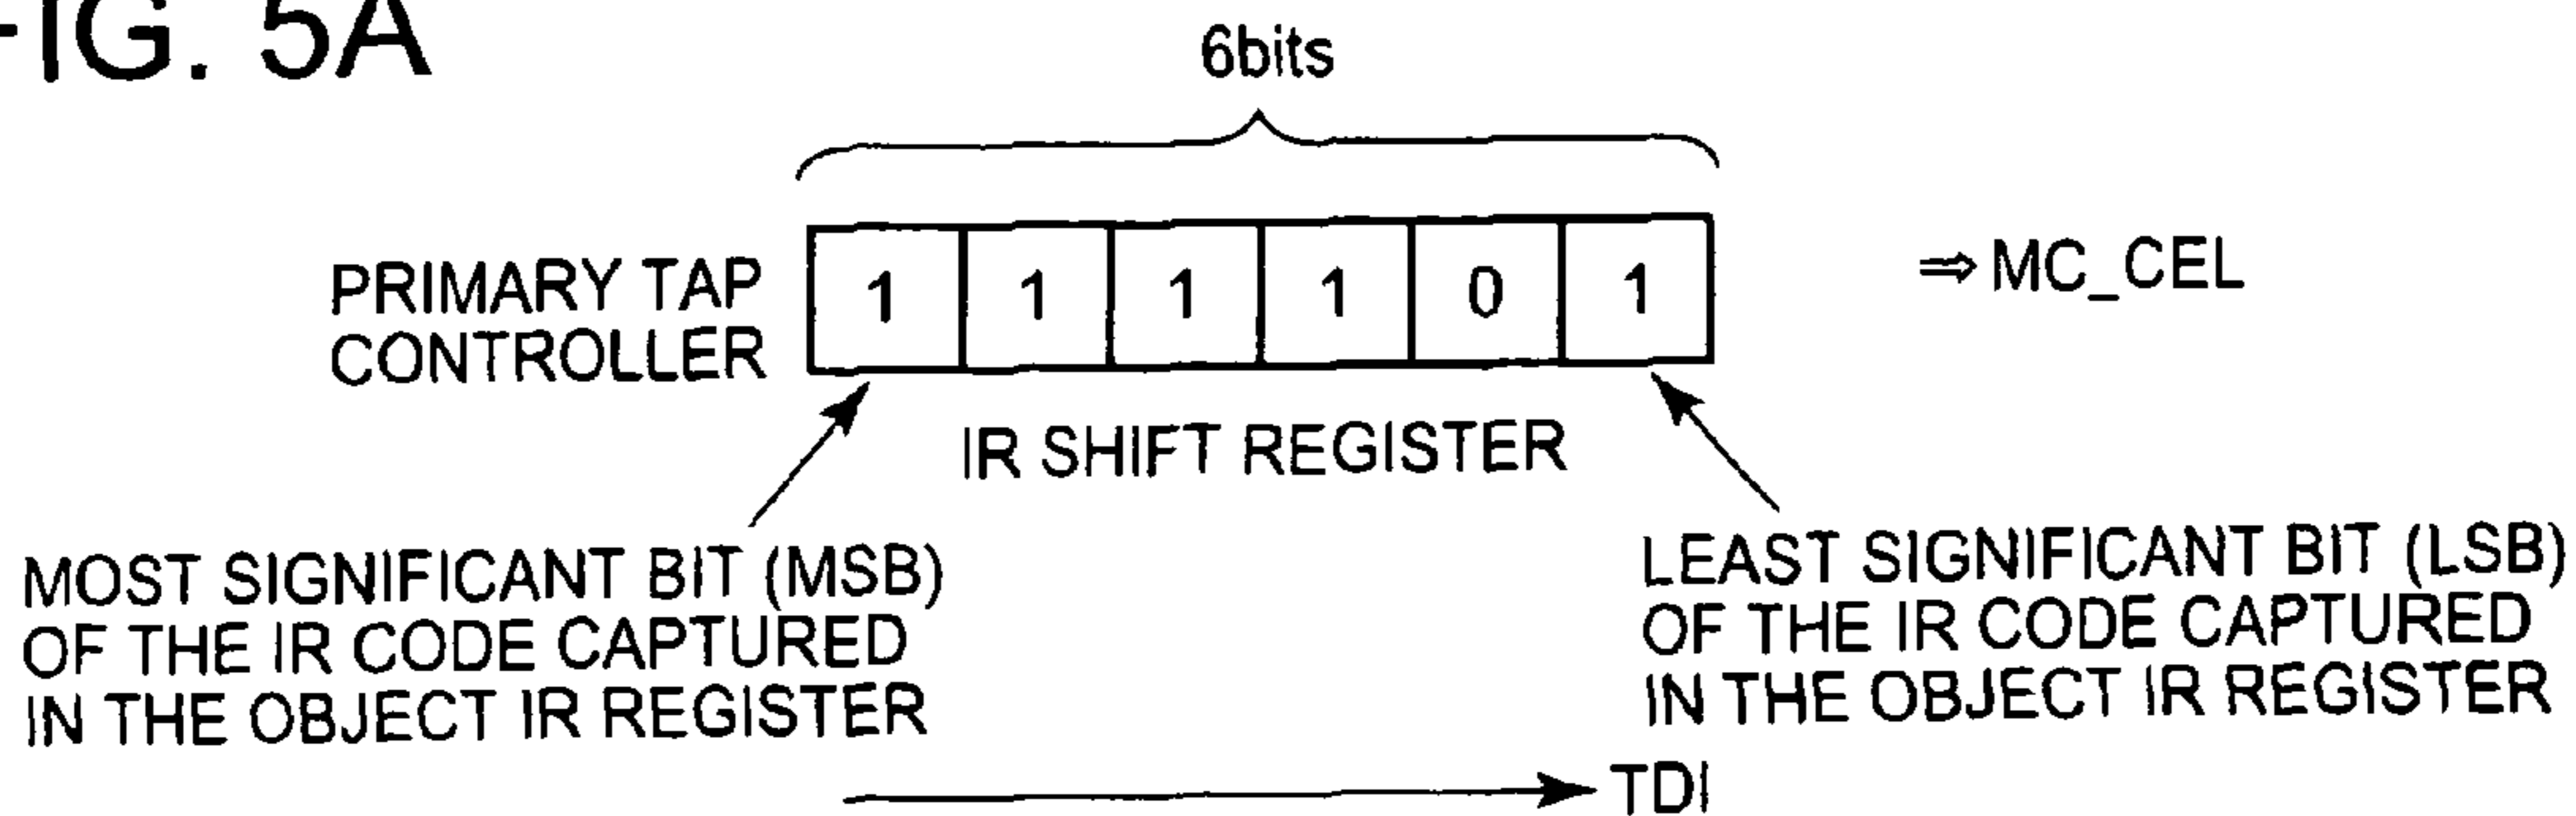 FIG. 5A
6bits
PRIMARY TAP
CONTROLLER
1 1 1 1 0 1
⇒ MC_CEL
IR SHIFT REGISTER
MOST SIGNIFICANT BIT (MSB)
OF THE IR CODE CAPTURED
IN THE OBJECT IR REGISTER
LEAST SIGNIFICANT BIT (LSB)
OF THE IR CODE CAPTURED
IN THE OBJECT IR REGISTER
TDI